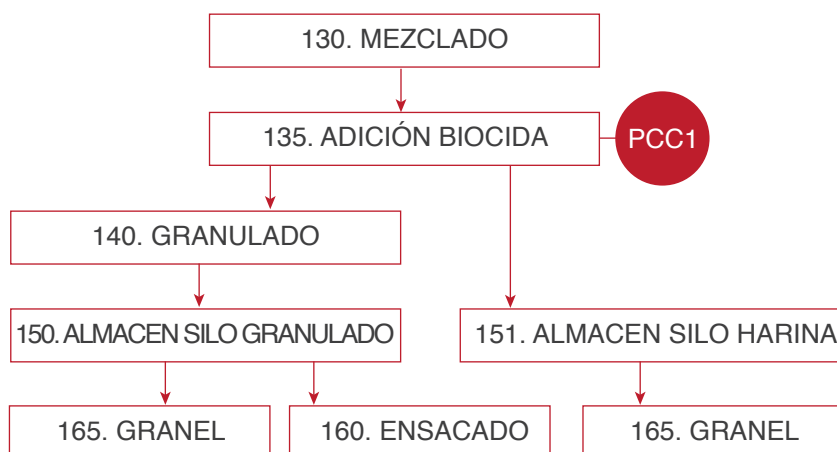 130. MEZCLADO
135. ADICIÓN BIOCIDA
PCC1
140. GRANULADO
150. ALMACEN SILO GRANULADO
151. ALMACEN SILO HARINA
165. GRANEL
160. ENSACADO
165. GRANEL